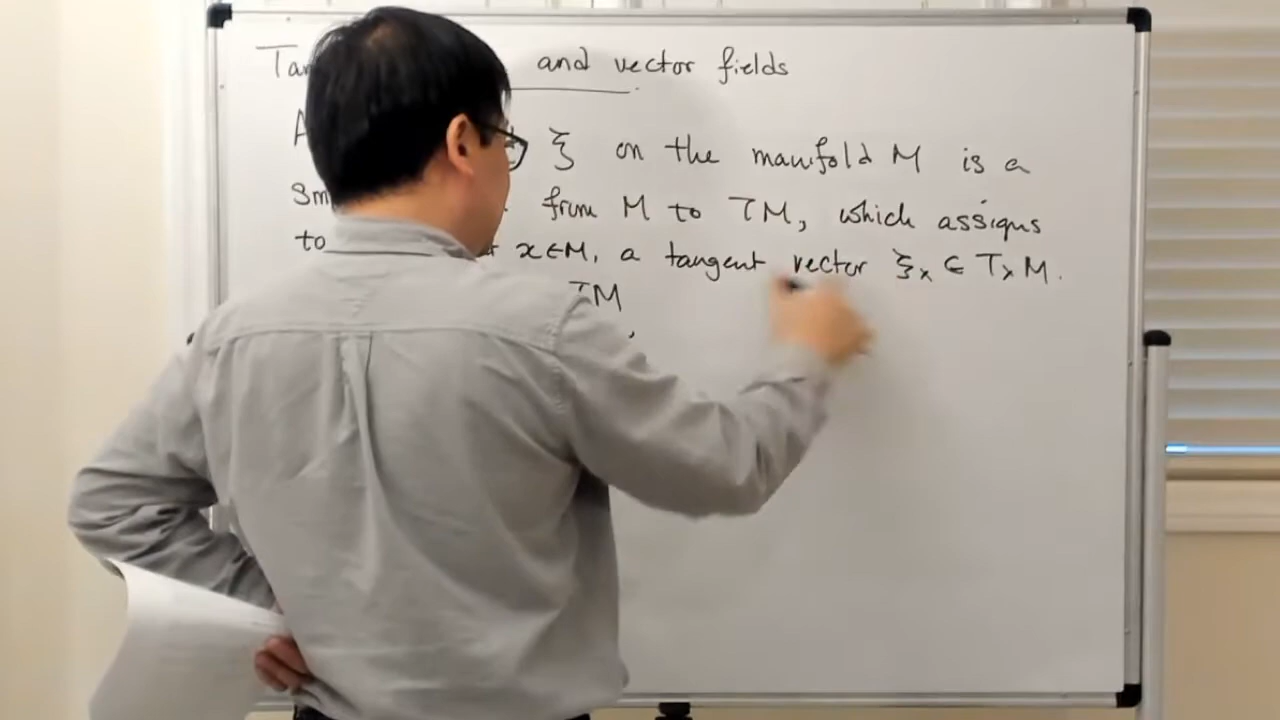 Tan and vector fields
A ξ on the manifold M is a
Sm from M to TM, which assigns
to x∈M, a tangent vector ξₓ ∈ TₓM.
TM